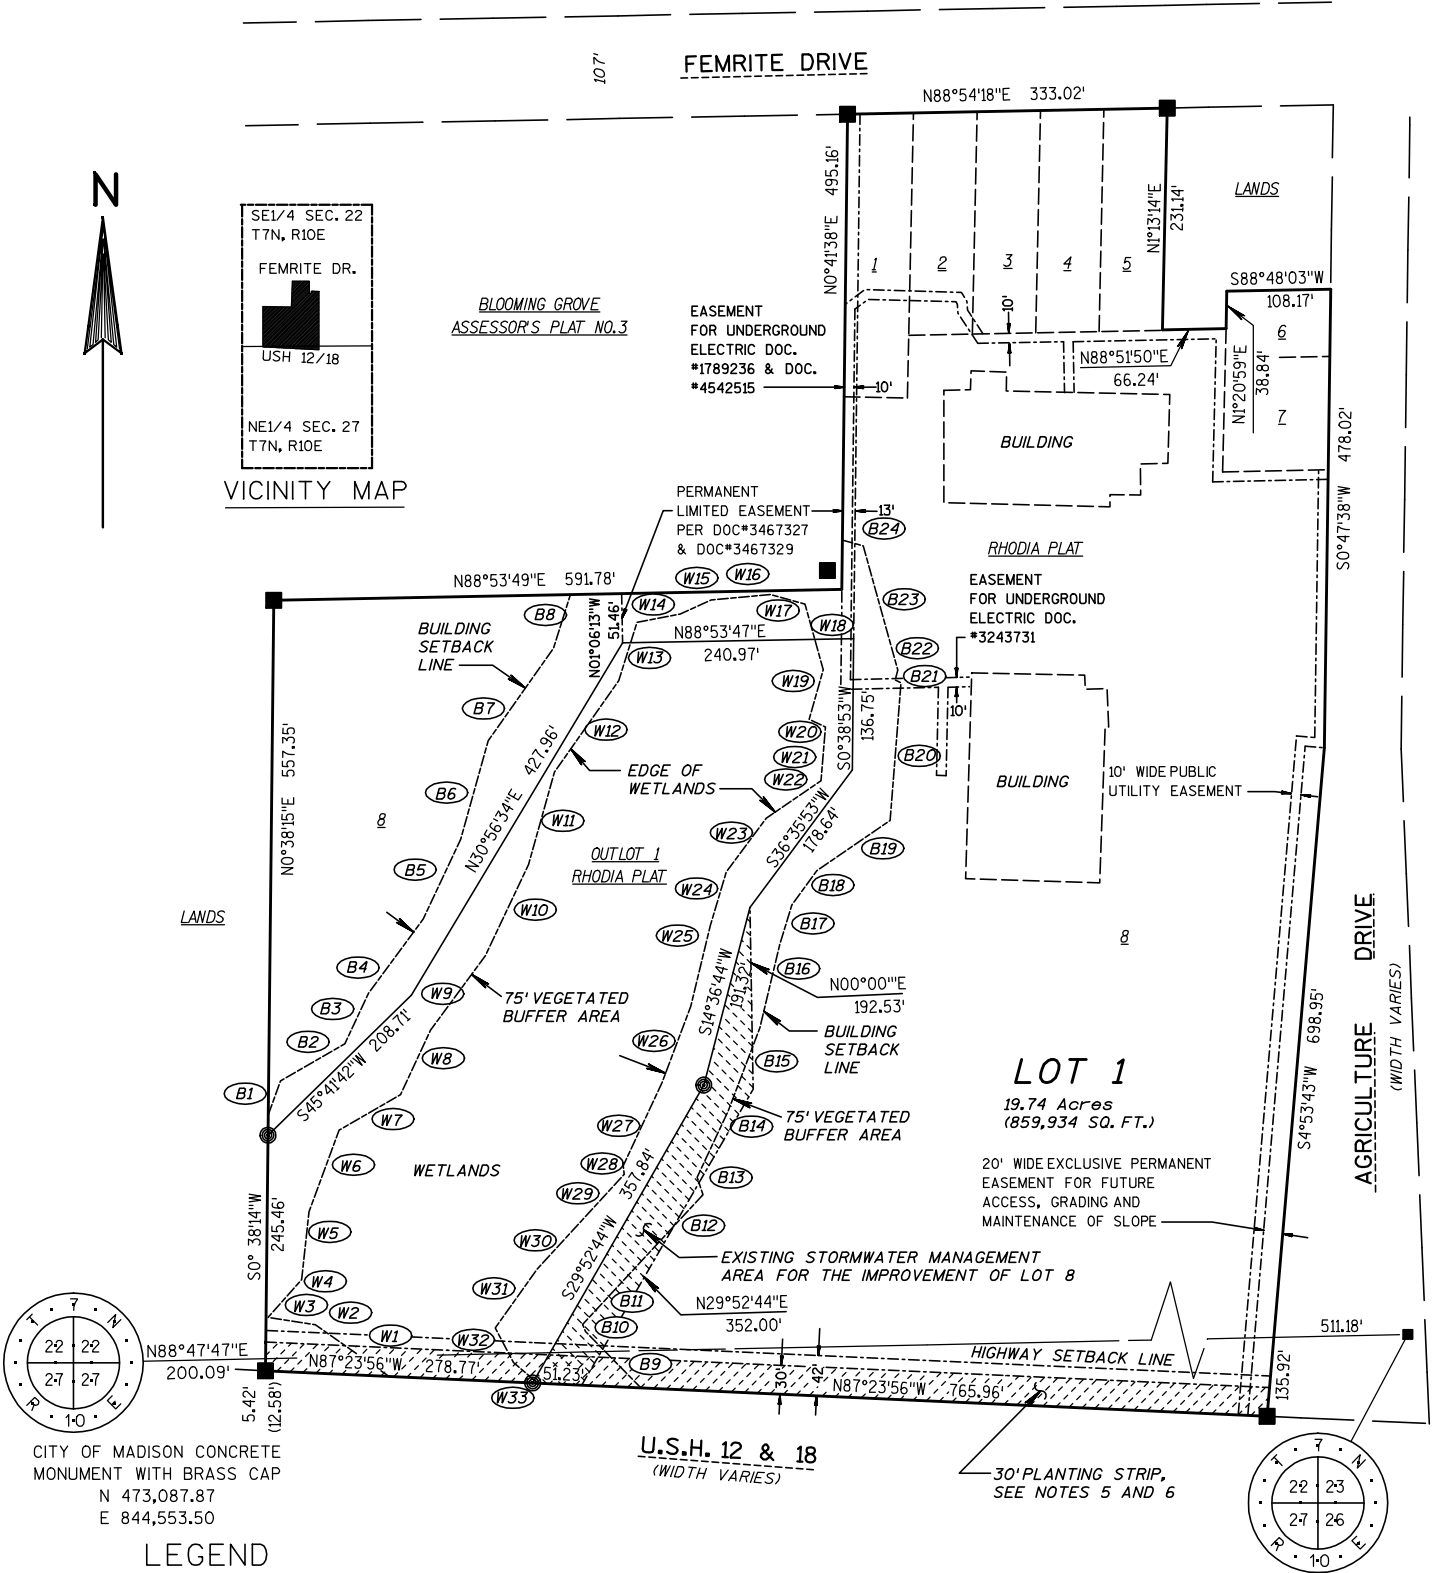 107'
FEMRITE DRIVE
N88°54'18"E 333.02'
N
SE1/4 SEC. 22
T7N, R10E
FEMRITE DR.
USH 12/18
NE1/4 SEC. 27
T7N, R10E
VICINITY MAP
BLOOMING GROVE
ASSESSOR'S PLAT NO.3
N0°41'38"E 495.16'
1
2
3
4
5
N1°13'14"E
231.14'
LANDS
S88°48'03"W
108.17'
6
7
EASEMENT
FOR UNDERGROUND
ELECTRIC DOC.
#1789236 & DOC.
#4542515
10'
10'
N88°51'50"E
66.24'
N1°20'59"E
38.84'
S0°47'38"W 478.02'
BUILDING
PERMANENT
LIMITED EASEMENT
PER DOC#3467327
& DOC#3467329
13'
B24
RHODIA PLAT
EASEMENT
FOR UNDERGROUND
ELECTRIC DOC.
#3243731
10'
N88°53'49"E 591.78'
W15
W16
W14
W17
W18
B23
B22
B21
B8
BUILDING
SETBACK
LINE
N01°06'13"W
51.46'
N88°53'47"E
240.97'
W13
W19
B7
W12
W20
W21
W22
S0°38'53"W
136.75'
B20
BUILDING
10' WIDE PUBLIC
UTILITY EASEMENT
N0°38'15"E 557.35'
EDGE OF
WETLANDS
B6
8
W11
W23
S36°35'53"W
178.64'
B19
N30°56'34"E 427.96'
OUTLOT 1
RHODIA PLAT
B5
W24
B18
LANDS
W10
W25
B17
8
B4
B16
B3
W9
75' VEGETATED
BUFFER AREA
S14°36'44"W
191.32'
N00°00'"E
192.53'
B2
S45°41'42"W 208.71'
W8
W26
BUILDING
SETBACK
LINE
B15
B1
W7
LOT 1
19.74 Acres
(859,934 SQ. FT.)
75' VEGETATED
BUFFER AREA
W27
B14
S4°53'43"W 698.95'
AGRICULTURE DRIVE
(WIDTH VARIES)
W6
WETLANDS
W28
W29
357.84'
B13
20' WIDE EXCLUSIVE PERMANENT
EASEMENT FOR FUTURE
ACCESS, GRADING AND
MAINTENANCE OF SLOPE
S0° 38'14"W
245.46'
W5
W30
B12
S29°52'44"W
EXISTING STORMWATER MANAGEMENT
AREA FOR THE IMPROVEMENT OF LOT 8
W4
W3
W2
W31
B11
B10
N29°52'44"E
352.00'
W1
W32
B9
511.18'
HIGHWAY SETBACK LINE
N88°47'47"E
200.09'
N87°23'56"W 278.77'
51.23'
W33
30'
42'
N87°23'56"W 765.96'
135.92'
T 7 N
22 22
27 27
R 10 E
5.42'
(12.58')
CITY OF MADISON CONCRETE
MONUMENT WITH BRASS CAP
N 473,087.87
E 844,553.50
U.S.H. 12 & 18
(WIDTH VARIES)
30' PLANTING STRIP,
SEE NOTES 5 AND 6
T 7 N
22 23
27 26
R 10 E
LEGEND